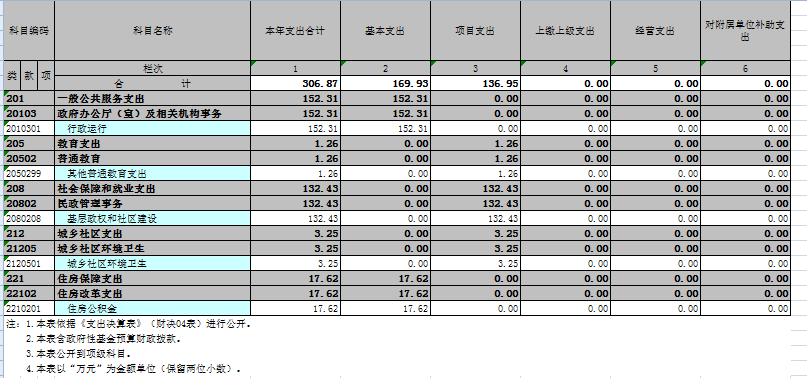 科目编码 科目名称 本年支出合计 基本支出 项目支出 上缴上级支出 经营支出 对附属单位补助支出
类 款 项 栏次 1 2 3 4 5 6
合 计 306.87 169.93 136.95 0.00 0.00 0.00
201 一般公共服务支出 152.31 152.31 0.00 0.00 0.00 0.00
20103 政府办公厅（室）及相关机构事务 152.31 152.31 0.00 0.00 0.00 0.00
2010301 行政运行 152.31 152.31 0.00 0.00 0.00 0.00
205 教育支出 1.26 0.00 1.26 0.00 0.00 0.00
20502 普通教育 1.26 0.00 1.26 0.00 0.00 0.00
2050299 其他普通教育支出 1.26 0.00 1.26 0.00 0.00 0.00
208 社会保障和就业支出 132.43 0.00 132.43 0.00 0.00 0.00
20802 民政管理事务 132.43 0.00 132.43 0.00 0.00 0.00
2080208 基层政权和社区建设 132.43 0.00 132.43 0.00 0.00 0.00
212 城乡社区支出 3.25 0.00 3.25 0.00 0.00 0.00
21205 城乡社区环境卫生 3.25 0.00 3.25 0.00 0.00 0.00
2120501 城乡社区环境卫生 3.25 0.00 3.25 0.00 0.00 0.00
221 住房保障支出 17.62 17.62 0.00 0.00 0.00 0.00
22102 住房改革支出 17.62 17.62 0.00 0.00 0.00 0.00
2210201 住房公积金 17.62 17.62 0.00 0.00 0.00 0.00
注：1.本表依据《支出决算表》（财决04表）进行公开。
2.本表含政府性基金预算财政拨款。
3.本表公开到项级科目。
4.本表以“万元”为金额单位（保留两位小数）。